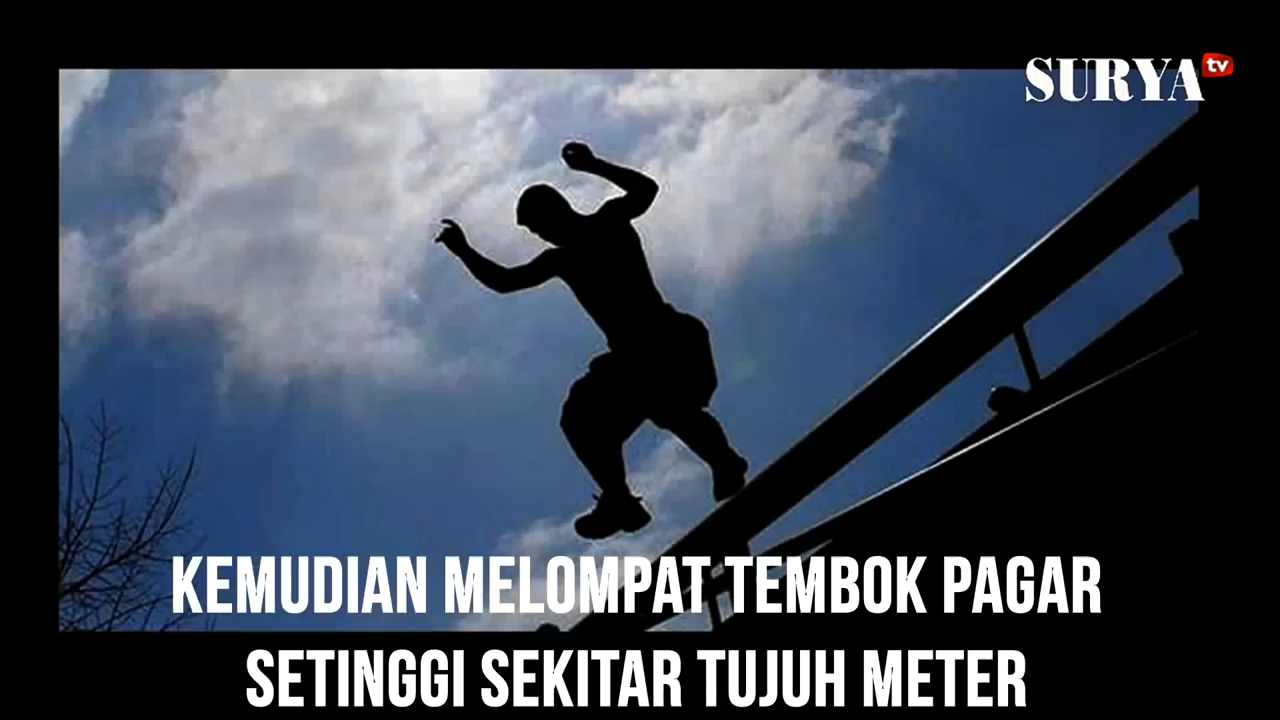 SURYA tv
KEMUDIAN MELOMPAT TEMBOK PAGAR
SETINGGI SEKITAR TUJUH METER